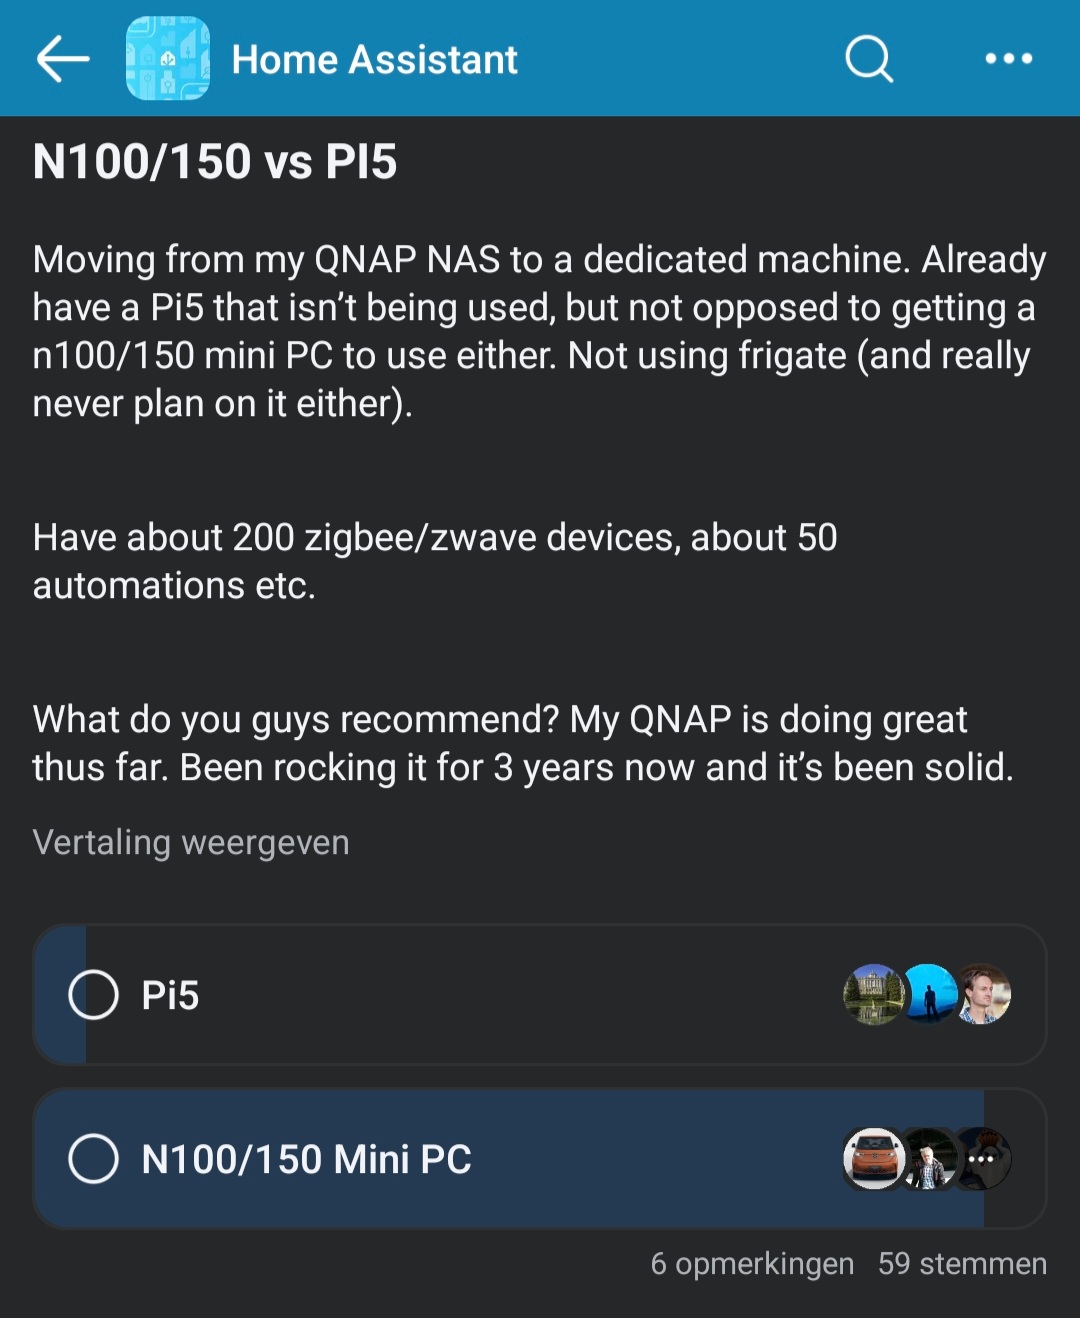 Home Assistant
N100/150 vs PI5
Moving from my QNAP NAS to a dedicated machine. Already
have a Pi5 that isn’t being used, but not opposed to getting a
n100/150 mini PC to use either. Not using frigate (and really
never plan on it either).
Have about 200 zigbee/zwave devices, about 50
automations etc.
What do you guys recommend? My QNAP is doing great
thus far. Been rocking it for 3 years now and it’s been solid.
Vertaling weergeven
Pi5
N100/150 Mini PC
6 opmerkingen 59 stemmen